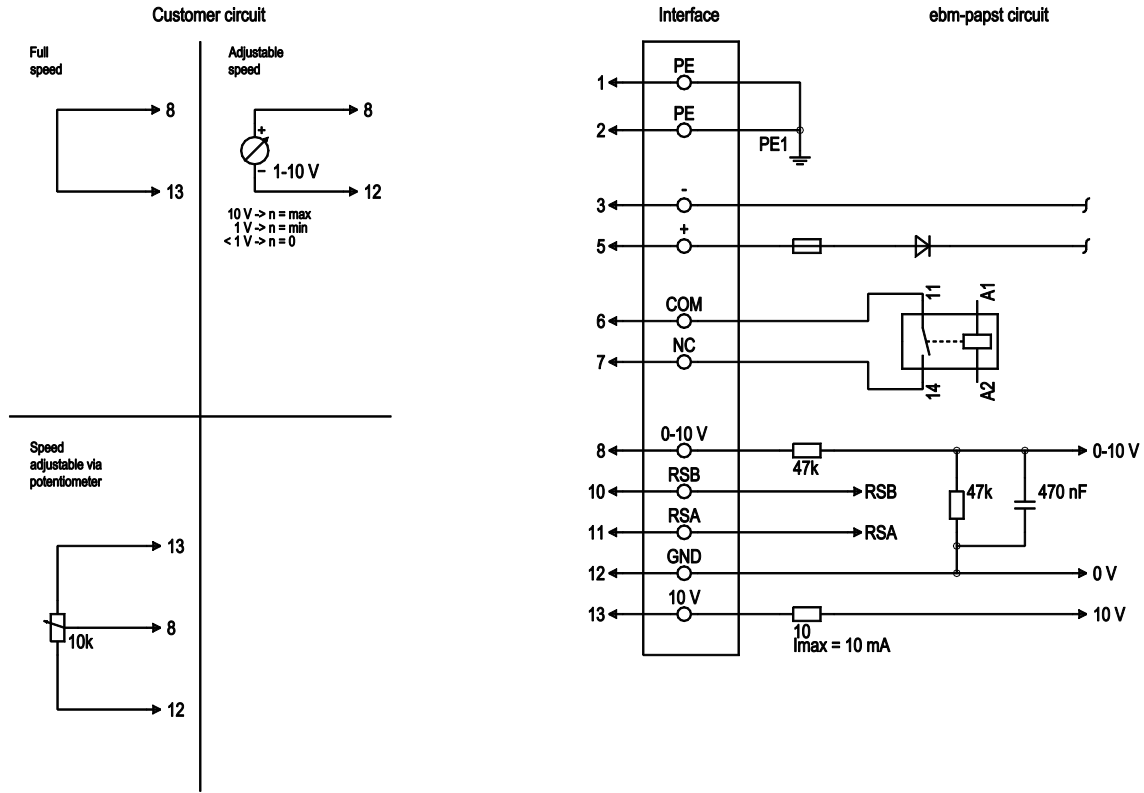 Customer circuit
Interface
ebm-papst circuit
Full
speed
8
13
Adjustable
speed
8
+
–
1-10 V
12
10 V -> n = max
1 V -> n = min
< 1 V -> n = 0
Speed
adjustable via
potentiometer
13
8
10k
12
1
PE
2
PE
PE1
3
-
5
+
6
COM
7
NC
11
A1
14
A2
8
0-10 V
47k
0-10 V
10
RSB
RSB
47k
470 nF
11
RSA
RSA
12
GND
0 V
13
10 V
10
10 V
Imax = 10 mA